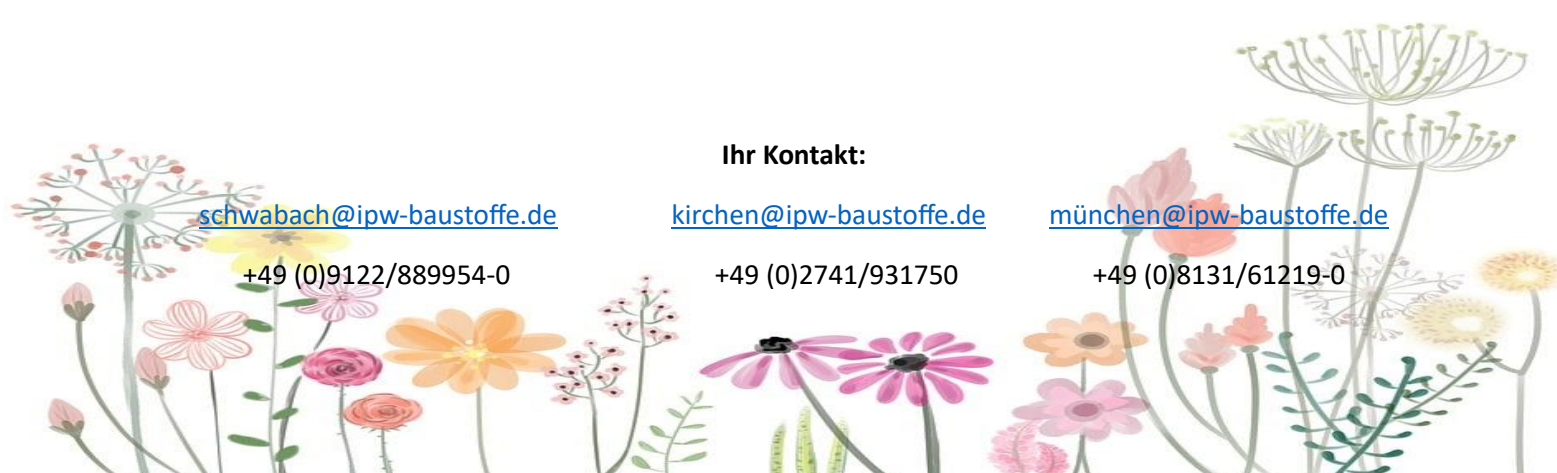 Ihr Kontakt:
schwabach@ipw-baustoffe.de kirchen@ipw-baustoffe.de münchen@ipw-baustoffe.de
+49 (0)9122/889954-0 +49 (0)2741/931750 +49 (0)8131/61219-0